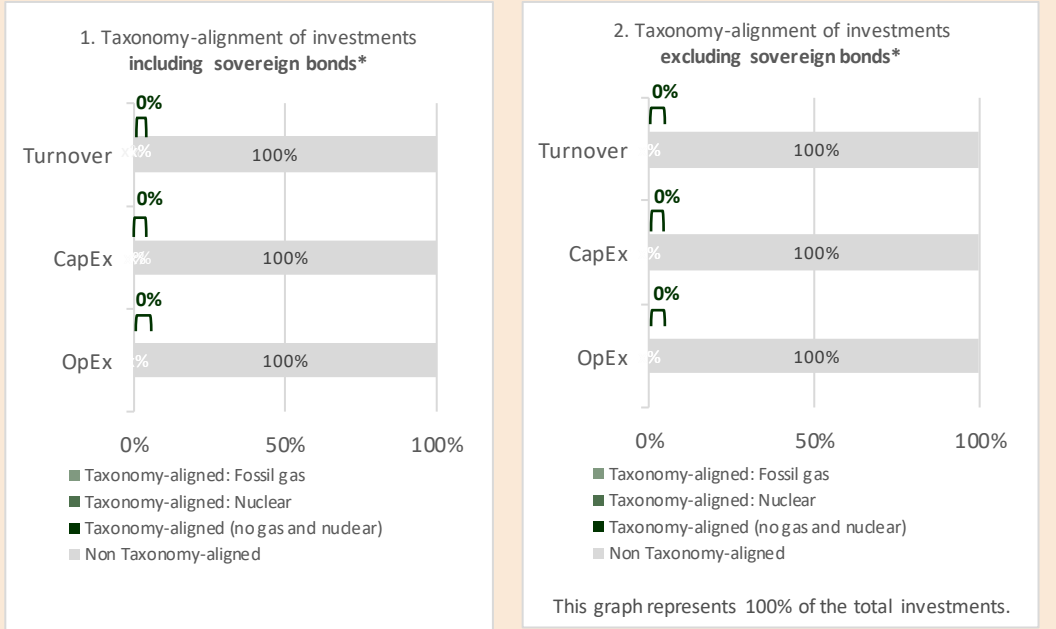 1. Taxonomy-alignment of investments
including sovereign bonds*
0%
Turnover
100%
0%
CapEx
100%
0%
OpEx
100%
0% 50% 100%
Taxonomy-aligned: Fossil gas
Taxonomy-aligned: Nuclear
Taxonomy-aligned (no gas and nuclear)
Non Taxonomy-aligned
2. Taxonomy-alignment of investments
excluding sovereign bonds*
0%
Turnover % 100%
0%
CapEx % 100%
0%
OpEx % 100%
0% 50% 100%
Taxonomy-aligned: Fossil gas
Taxonomy-aligned: Nuclear
Taxonomy-aligned (no gas and nuclear)
Non Taxonomy-aligned
This graph represents 100% of the total investments.